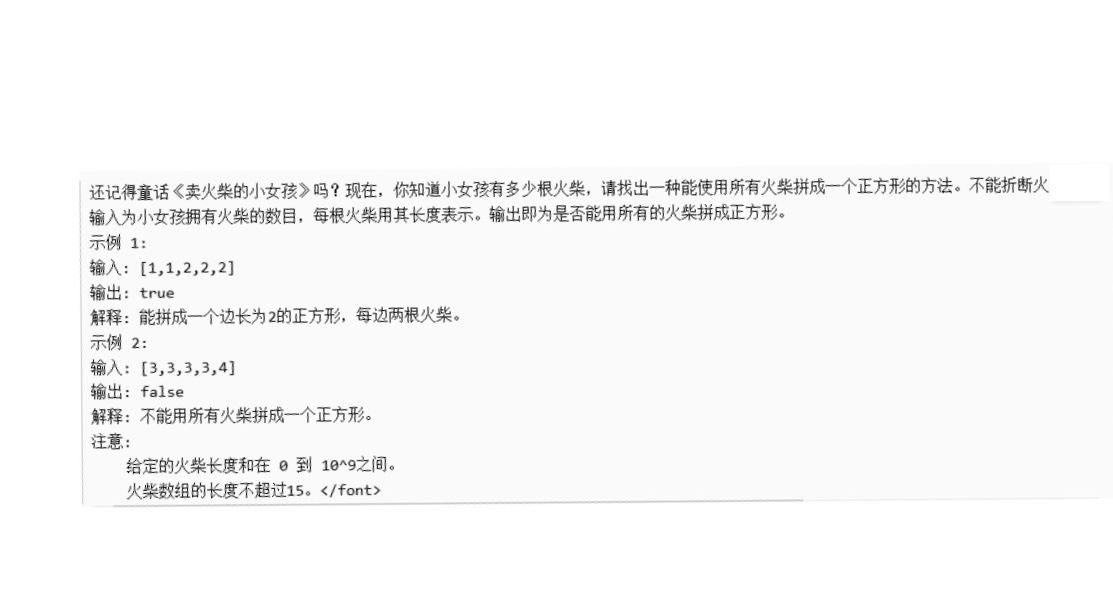 还记得童话《卖火柴的小女孩》吗？现在，你知道小女孩有多少根火柴，请找出一种能使用所有火柴拼成一个正方形的方法。不能折断火
输入为小女孩拥有火柴的数目，每根火柴用其长度表示。输出即为是否能用所有的火柴拼成正方形。
示例 1:
输入: [1,1,2,2,2]
输出: true
解释: 能拼成一个边长为2的正方形，每边两根火柴。
示例 2:
输入: [3,3,3,3,4]
输出: false
解释: 不能用所有火柴拼成一个正方形。
注意:
给定的火柴长度和在 0 到 10^9之间。
火柴数组的长度不超过15。</font>